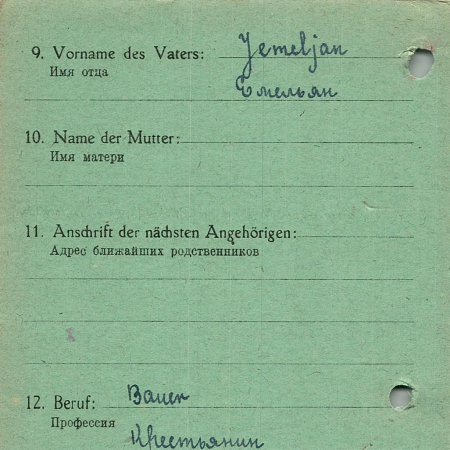 9. Vorname des Vaters: Jemeljan
Имя отца
Емельян
10. Name der Mutter:
Имя матери
11. Anschrift der nächsten Angehörigen:
Адрес ближайших родственников
12. Beruf: Bauer
Профессия
Крестьянин